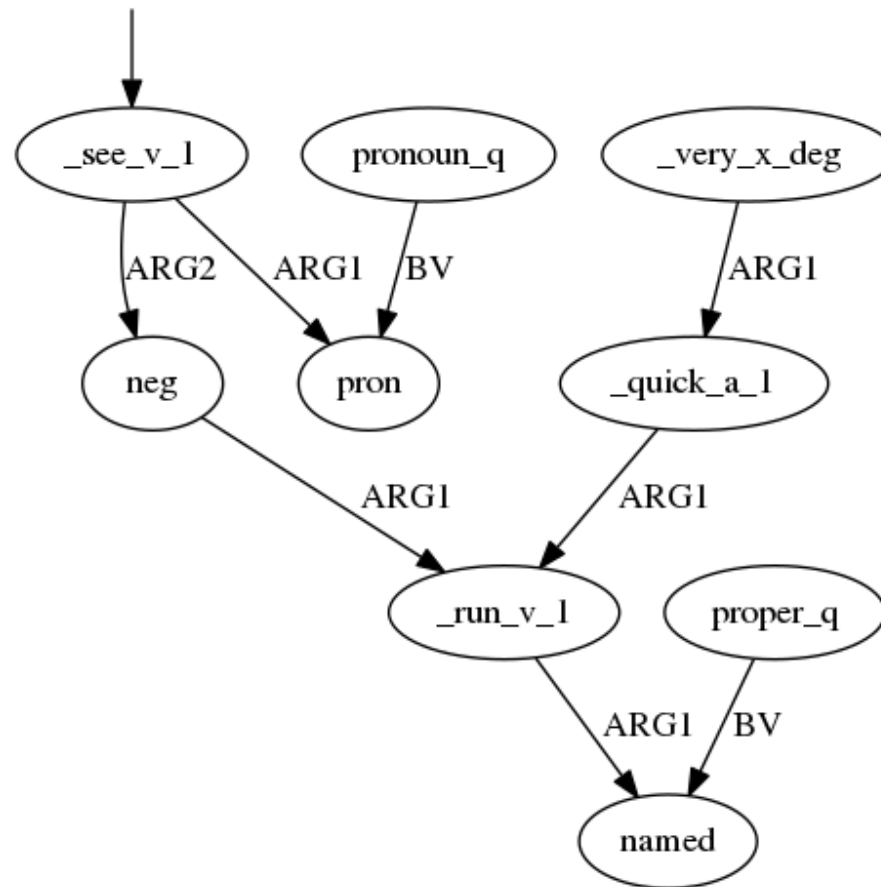 _see_v_1 pronoun_q _very_x_deg
ARG2 ARG1 BV ARG1
neg pron _quick_a_1
ARG1 ARG1
_run_v_1 proper_q
ARG1 BV
named